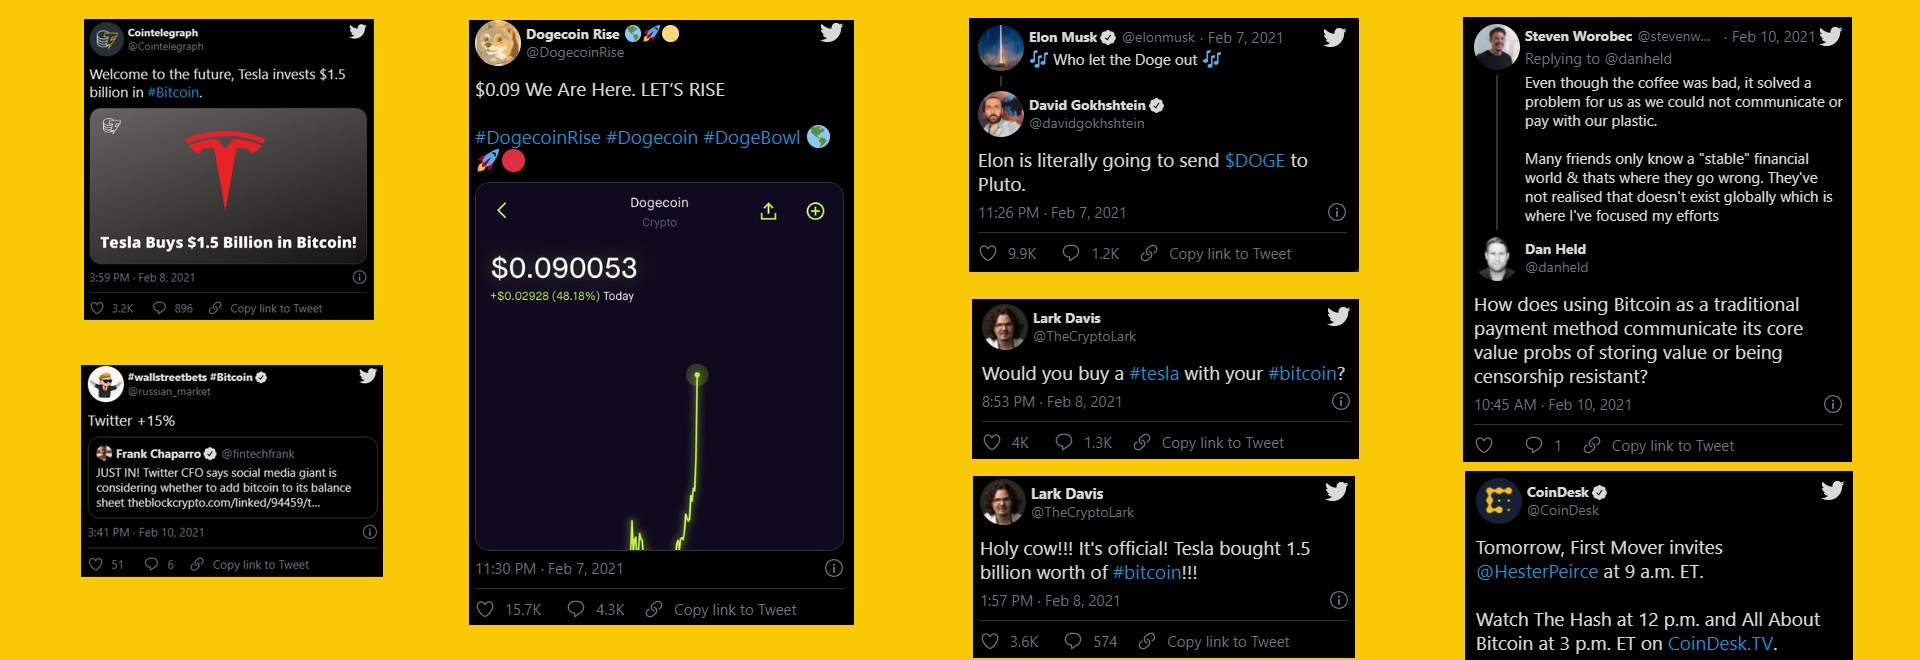 Cointelegraph
@Cointelegraph
Welcome to the future, Tesla invests $1.5
billion in #Bitcoin.
Tesla Buys $1.5 Billion in Bitcoin!
3:59 PM · Feb 8, 2021
3.2K 896 Copy link to Tweet
#wallstreetbets #Bitcoin
@russian_market
Twitter +15%
Frank Chaparro @fintechfrank
JUST IN! Twitter CFO says social media giant is
considering whether to add bitcoin to its balance
sheet theblockcrypto.com/linked/94459/t...
3:41 PM · Feb 10, 2021
51 6 Copy link to Tweet
Dogecoin Rise 🌎🚀🌕
@DogecoinRise
$0.09 We Are Here. LET'S RISE
#DogecoinRise #Dogecoin #DogeBowl 🌎
🚀🔴
Dogecoin
Crypto
$0.090053
+$0.02928 (48.18%) Today
11:30 PM · Feb 7, 2021
15.7K 4.3K Copy link to Tweet
Elon Musk @elonmusk · Feb 7, 2021
🎶 Who let the Doge out 🎶
David Gokhshtein
@davidgokhshtein
Elon is literally going to send $DOGE to
Pluto.
11:26 PM · Feb 7, 2021
9.9K 1.2K Copy link to Tweet
Lark Davis
@TheCryptoLark
Would you buy a #tesla with your #bitcoin?
8:53 PM · Feb 8, 2021
4K 1.3K Copy link to Tweet
Lark Davis
@TheCryptoLark
Holy cow!!! It's official! Tesla bought 1.5
billion worth of #bitcoin!!!
1:57 PM · Feb 8, 2021
3.6K 574 Copy link to Tweet
Steven Worobec @stevenw... · Feb 10, 2021
Replying to @danheld
Even though the coffee was bad, it solved a
problem for us as we could not communicate or
pay with our plastic.
Many friends only know a "stable" financial
world & thats where they go wrong. They've
not realised that doesn't exist globally which is
where I've focused my efforts
Dan Held
@danheld
How does using Bitcoin as a traditional
payment method communicate its core
value probs of storing value or being
censorship resistant?
10:45 AM · Feb 10, 2021
1 Copy link to Tweet
CoinDesk
@CoinDesk
Tomorrow, First Mover invites
@HesterPeirce at 9 a.m. ET.
Watch The Hash at 12 p.m. and All About
Bitcoin at 3 p.m. ET on CoinDesk.TV.